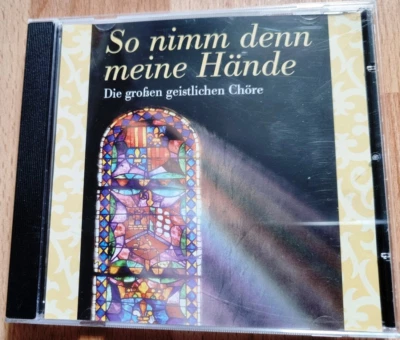 So nimm denn
meine Hände
Die großen geistlichen Chöre